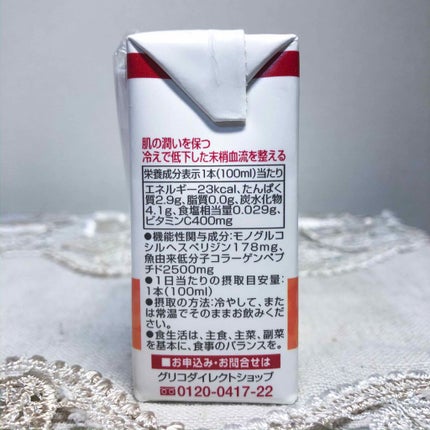 肌の潤いを保つ
冷えで低下した末梢血流を整える
栄養成分表示1本(100ml)当たり
エネルギー23kcal、たんぱく
質2.9g、脂質0.0g、炭水化物
4.1g、食塩相当量0.029g、
ビタミンC400mg
●機能性関与成分:モノグルコ
シルヘスペリジン178mg、
魚由来低分子コラーゲンペプ
チド2500mg
●1日当たりの摂取目安量:
1本(100ml)
●摂取の方法:冷やして、また
は常温でそのままお飲みくだ
さい。
●食生活は、主食、主菜、副菜
を基本に、食事のバランスを。
■お申込み・お問合せは
グリコダイレクトショップ
0120-0417-22